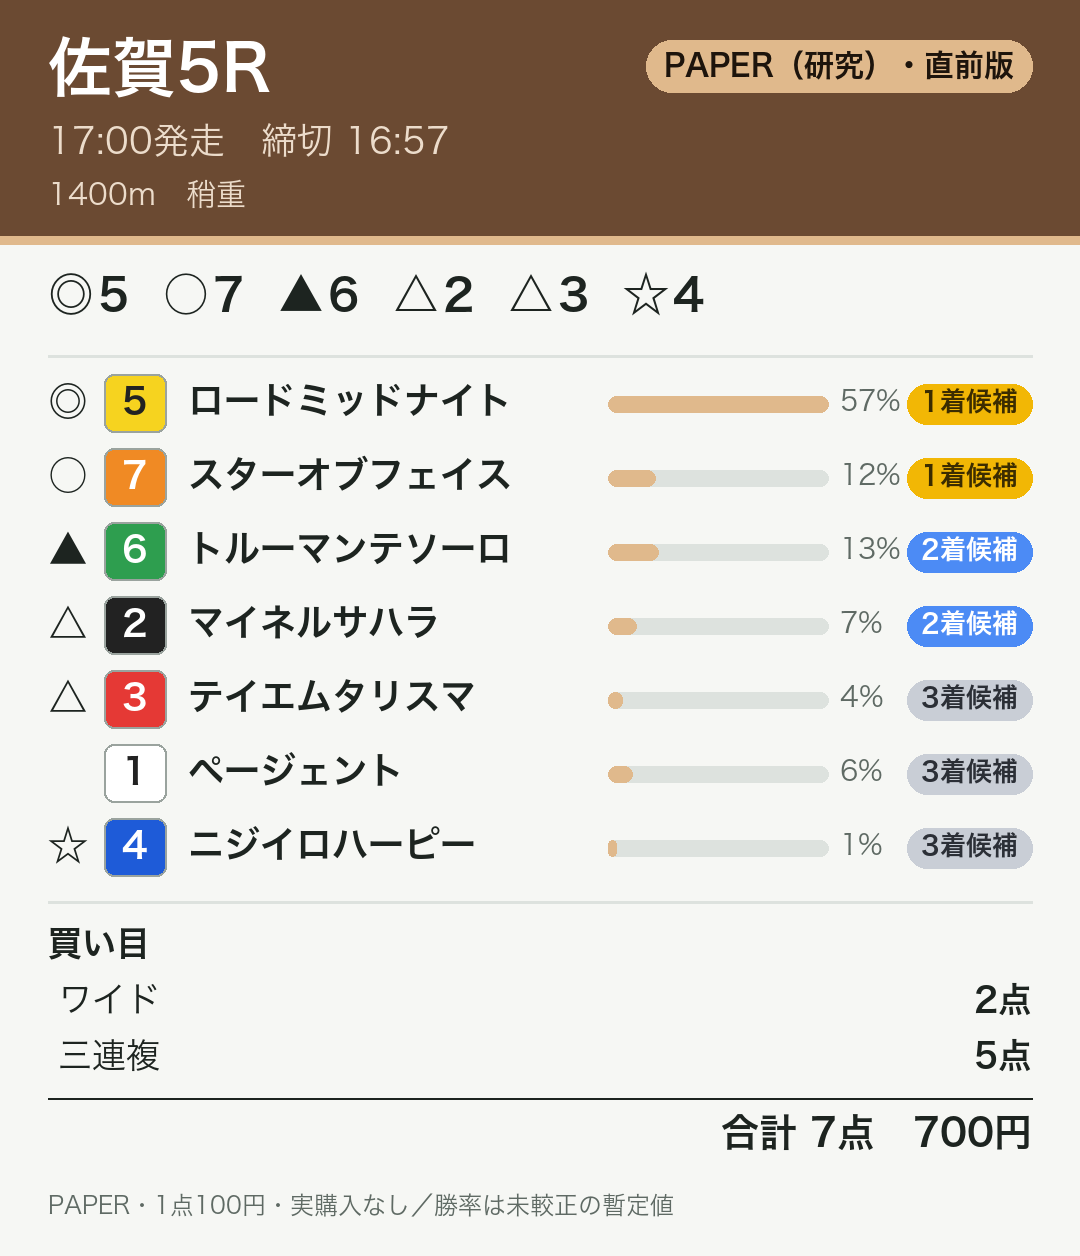 佐賀5R
PAPER（研究）・直前版
17:00発走　締切 16:57
1400m　稍重
◎5 ○7 ▲6 △2 △3 ☆4
◎ 5 ロードミッドナイト 57% 1着候補
○ 7 スターオブフェイス 12% 1着候補
▲ 6 トルーマンテソーロ 13% 2着候補
△ 2 マイネルサハラ 7% 2着候補
△ 3 テイエムタリスマ 4% 3着候補
1 ページェント 6% 3着候補
☆ 4 ニジイロハーピー 1% 3着候補
買い目
ワイド 2点
三連複 5点
合計 7点　700円
PAPER・1点100円・実購入なし／勝率は未較正の暫定値